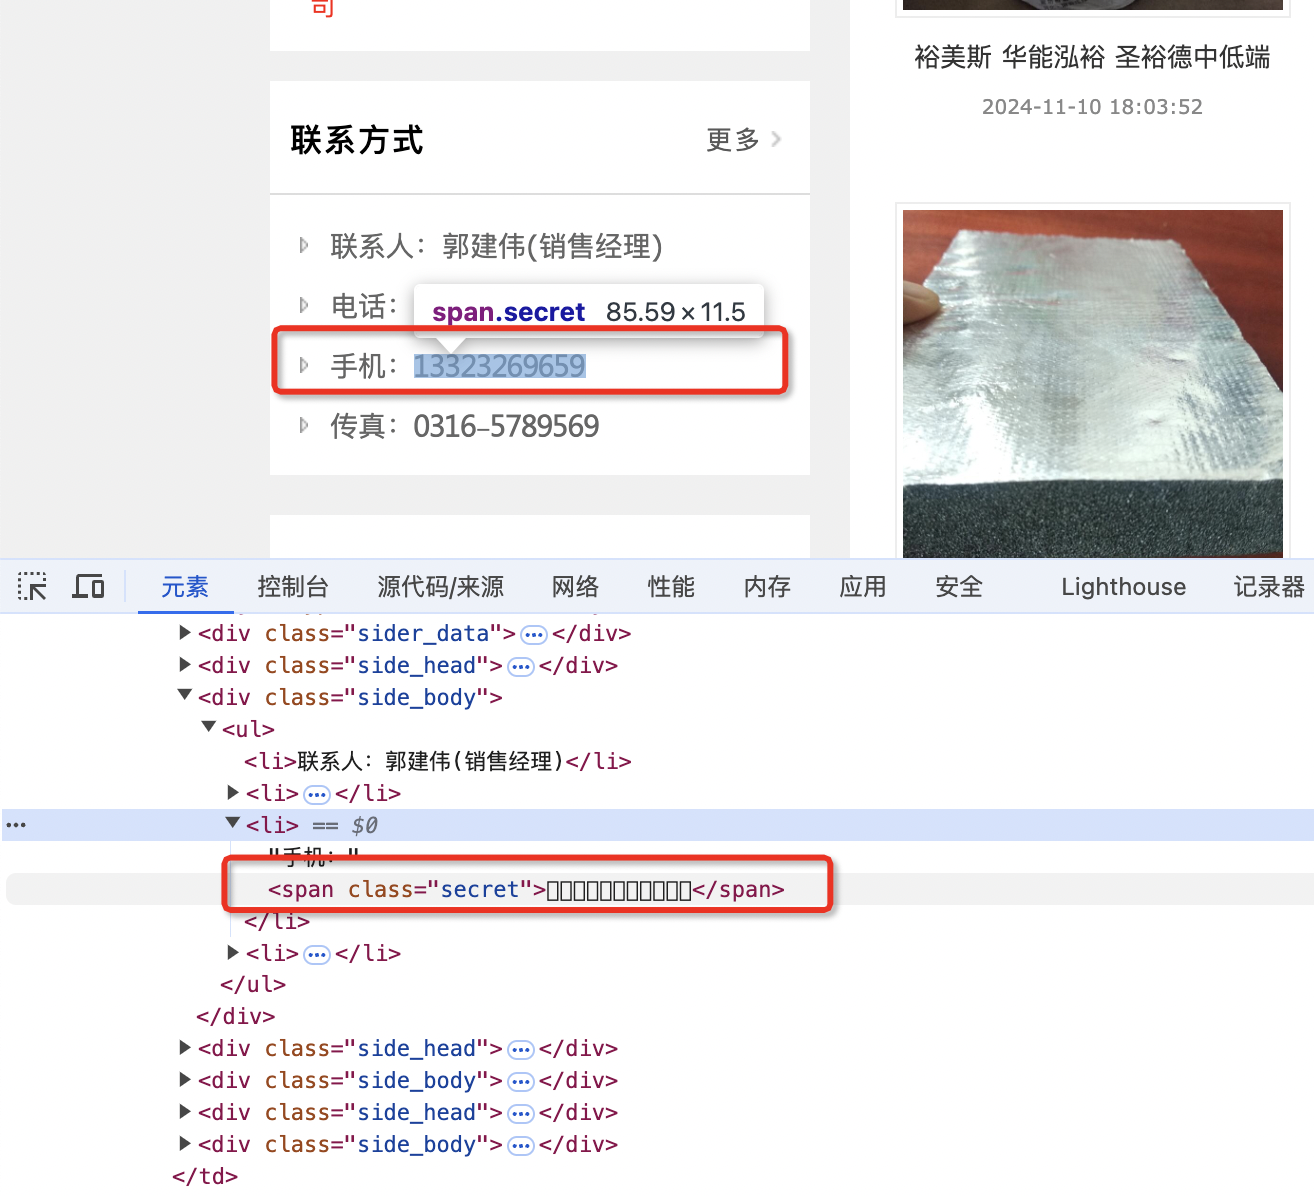 司
裕美斯 华能泓裕 圣裕德中低端
2024-11-10 18:03:52
联系方式
更多
联系人：郭建伟(销售经理)
电话：
span.secret 85.59×11.5
手机：13323269659
传真：0316-5789569
元素 控制台 源代码/来源 网络 性能 内存 应用 安全 Lighthouse 记录器
<div class="sider_data">…</div>
<div class="side_head">…</div>
<div class="side_body">
<ul>
<li>联系人：郭建伟(销售经理)</li>
<li>…</li>
… <li> == $0
"手机："
<span class="secret">▯▯▯▯▯▯▯▯▯▯▯</span>
</li>
<li>…</li>
</ul>
</div>
<div class="side_head">…</div>
<div class="side_body">…</div>
<div class="side_head">…</div>
<div class="side_body">…</div>
</td>